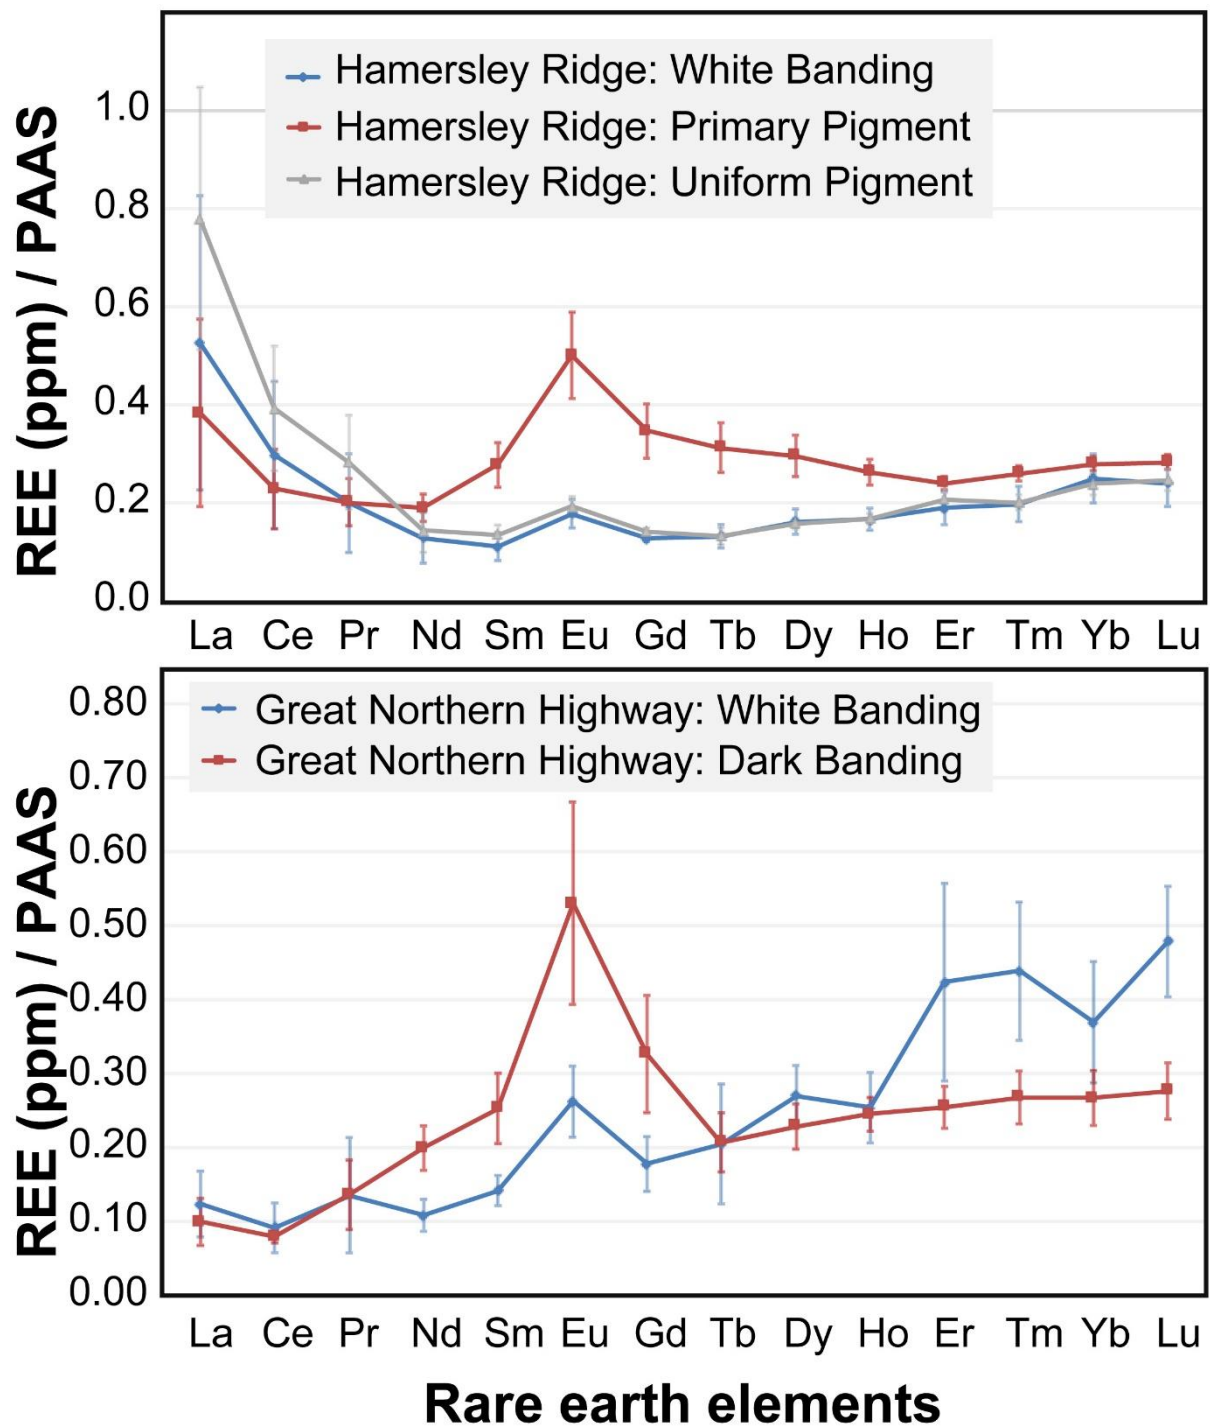 Hamersley Ridge: White Banding
Hamersley Ridge: Primary Pigment
Hamersley Ridge: Uniform Pigment
REE (ppm) / PAAS
1.0
0.8
0.6
0.4
0.2
0.0
La Ce Pr Nd Sm Eu Gd Tb Dy Ho Er Tm Yb Lu
Great Northern Highway: White Banding
Great Northern Highway: Dark Banding
REE (ppm) / PAAS
0.80
0.70
0.60
0.50
0.40
0.30
0.20
0.10
0.00
La Ce Pr Nd Sm Eu Gd Tb Dy Ho Er Tm Yb Lu
Rare earth elements